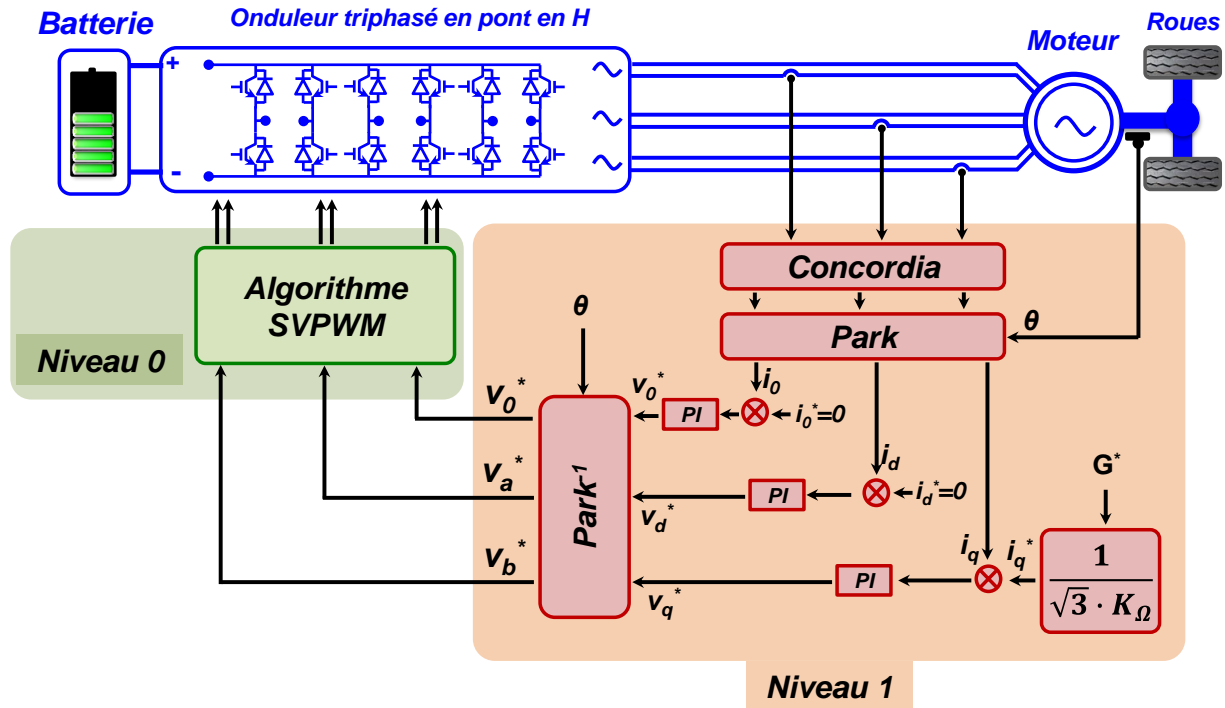 Batterie
Onduleur triphasé en pont en H
Moteur
Roues
+
-
Concordia
Park
θ
Algorithme
SVPWM
Niveau 0
θ
v0*
va*
vb*
Park-1
v0*
PI
i0
i0*=0
vd*
PI
id
id*=0
vq*
PI
iq
iq*
G*
1
√3 · KΩ
Niveau 1